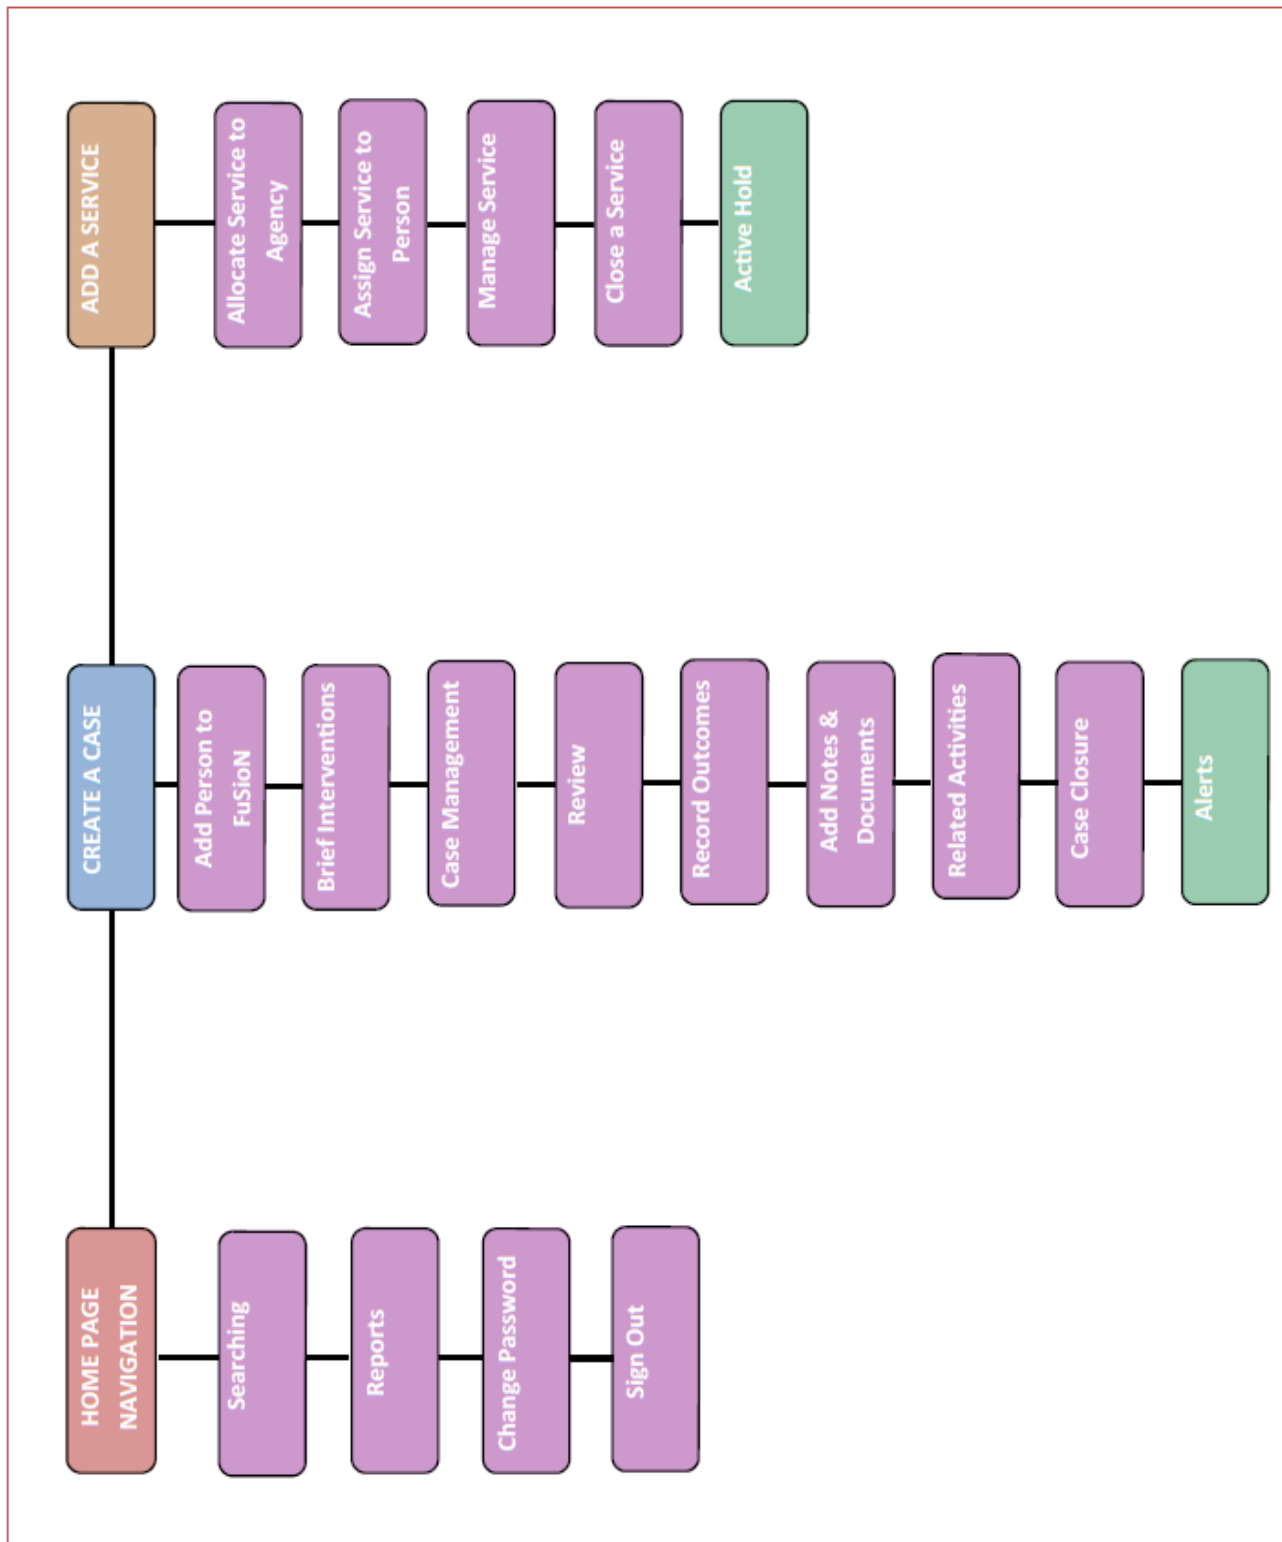 HOME PAGE
NAVIGATION
Searching
Reports
Change Password
Sign Out
CREATE A CASE
Add Person to
FuSioN
Brief Interventions
Case Management
Review
Record Outcomes
Add Notes &
Documents
Related Activities
Case Closure
Alerts
ADD A SERVICE
Allocate Service to
Agency
Assign Service to
Person
Manage Service
Close a Service
Active Hold